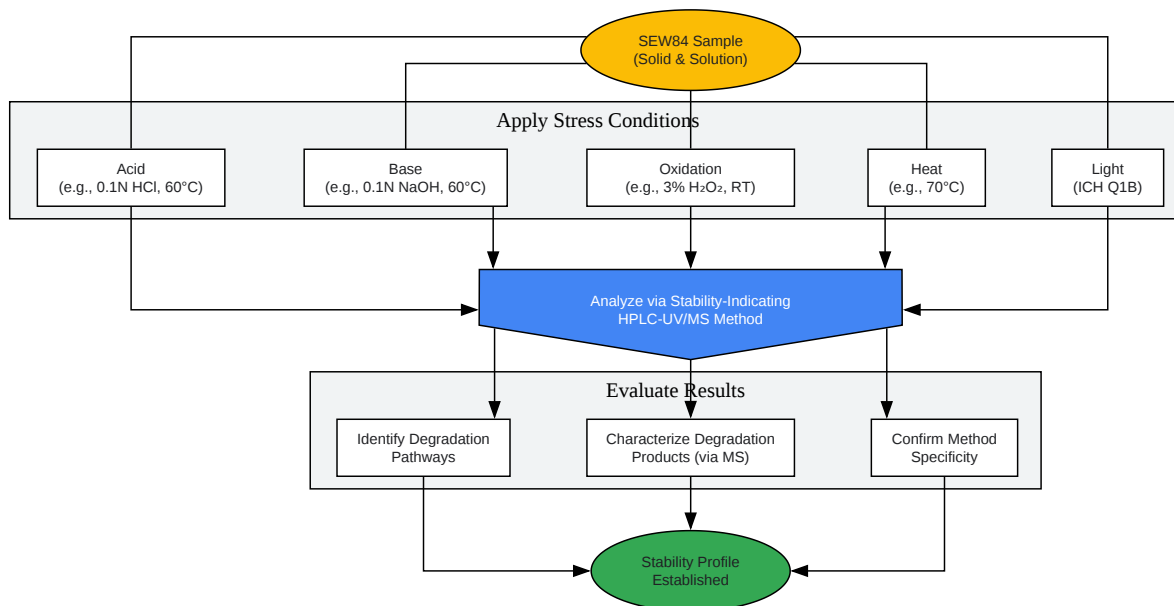 SEW84 Sample
(Solid & Solution)
Apply Stress Conditions
Acid
(e.g., 0.1N HCl, 60°C)
Base
(e.g., 0.1N NaOH, 60°C)
Oxidation
(e.g., 3% H₂O₂, RT)
Heat
(e.g., 70°C)
Light
(ICH Q1B)
Analyze via Stability-Indicating
HPLC-UV/MS Method
Evaluate Results
Identify Degradation
Pathways
Characterize Degradation
Products (via MS)
Confirm Method
Specificity
Stability Profile
Established